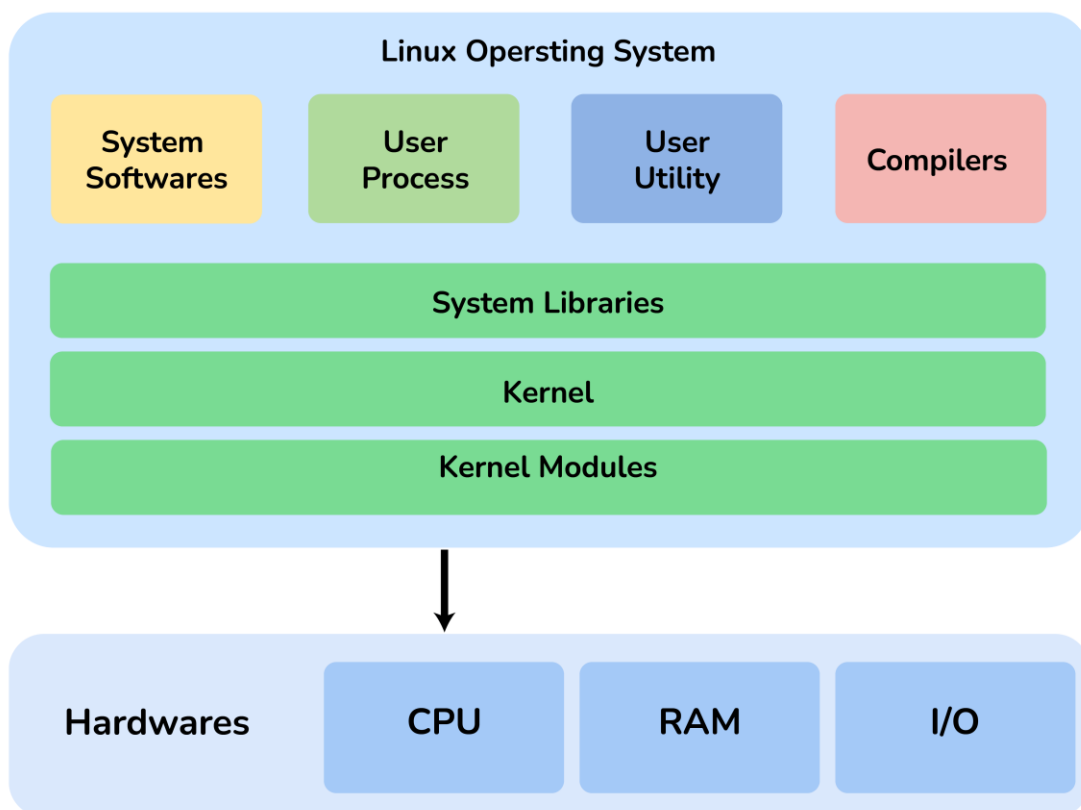 Linux Opersting System
System
Softwares
User
Process
User
Utility
Compilers
System Libraries
Kernel
Kernel Modules
Hardwares
CPU
RAM
I/O